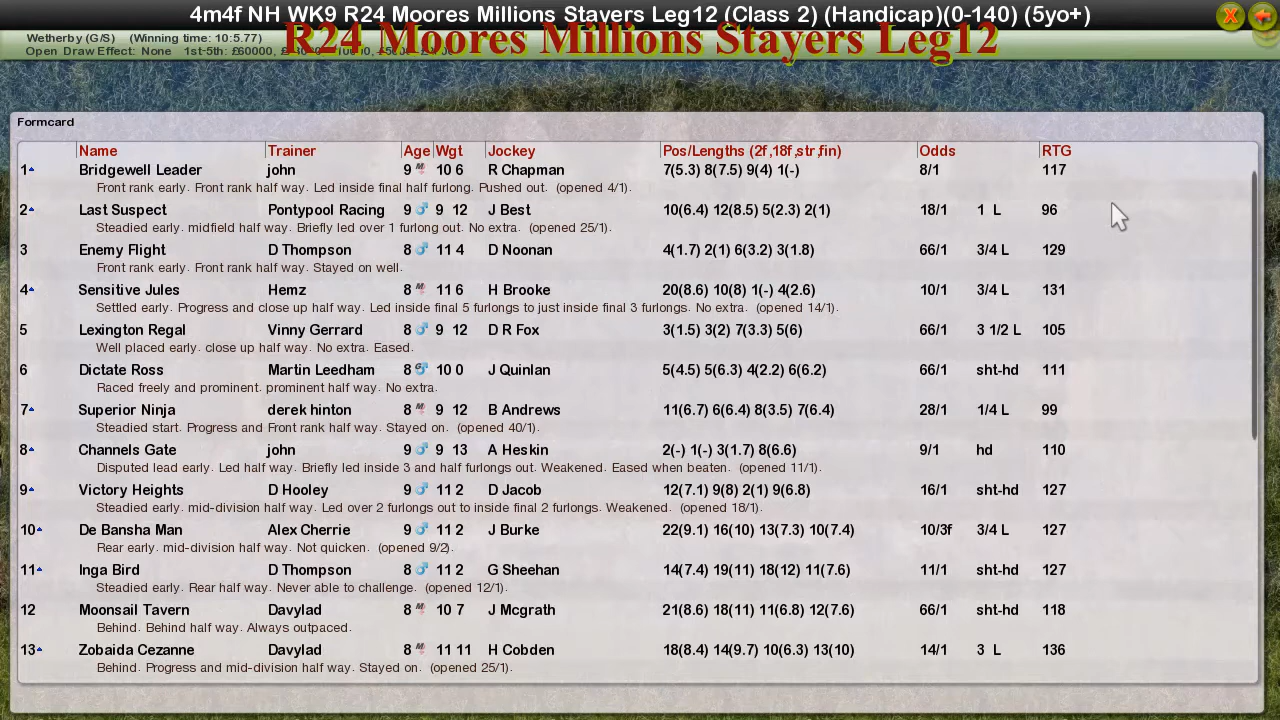 4m4f NH WK9 R24 Moores Millions Stayers Leg12 (Class 2) (Handicap)(0-140) (5yo+)
R24 Moores Millions Stayers Leg12
Wetherby (G/S) (Winning time: 10:5.77)
Open Draw Effect: None 1st-5th: £60000,
Formcard
Name Trainer Age Wgt Jockey Pos/Lengths (2f,18f,str,fin) Odds RTG
1 Bridgewell Leader john 9 10 6 R Chapman 7(5.3) 8(7.5) 9(4) 1(-) 8/1 117
Front rank early. Front rank half way. Led inside final half furlong. Pushed out. (opened 4/1).
2 Last Suspect Pontypool Racing 9 9 12 J Best 10(6.4) 12(8.5) 5(2.3) 2(1) 18/1 1 L 96
Steadied early. midfield half way. Briefly led over 1 furlong out. No extra. (opened 25/1).
3 Enemy Flight D Thompson 8 11 4 D Noonan 4(1.7) 2(1) 6(3.2) 3(1.8) 66/1 3/4 L 129
Front rank early. Front rank half way. Stayed on well.
4 Sensitive Jules Hemz 8 11 6 H Brooke 20(8.6) 10(8) 1(-) 4(2.6) 10/1 3/4 L 131
Settled early. Progress and close up half way. Led inside final 5 furlongs to just inside final 3 furlongs. No extra. (opened 14/1).
5 Lexington Regal Vinny Gerrard 8 9 12 D R Fox 3(1.5) 3(2) 7(3.3) 5(6) 66/1 3 1/2 L 105
Well placed early. close up half way. No extra. Eased.
6 Dictate Ross Martin Leedham 8 10 0 J Quinlan 5(4.5) 5(6.3) 4(2.2) 6(6.2) 66/1 sht-hd 111
Raced freely and prominent. prominent half way. No extra.
7 Superior Ninja derek hinton 8 9 12 B Andrews 11(6.7) 6(6.4) 8(3.5) 7(6.4) 28/1 1/4 L 99
Steadied start. Progress and Front rank half way. Stayed on. (opened 40/1).
8 Channels Gate john 9 9 13 A Heskin 2(-) 1(-) 3(1.7) 8(6.6) 9/1 hd 110
Disputed lead early. Led half way. Briefly led inside 3 and half furlongs out. Weakened. Eased when beaten. (opened 11/1).
9 Victory Heights D Hooley 9 11 2 D Jacob 12(7.1) 9(8) 2(1) 9(6.8) 16/1 sht-hd 127
Steadied early. mid-division half way. Led over 2 furlongs out to inside final 2 furlongs. Weakened. (opened 18/1).
10 De Bansha Man Alex Cherrie 9 11 2 J Burke 22(9.1) 16(10) 13(7.3) 10(7.4) 10/3f 3/4 L 127
Rear early. mid-division half way. Not quicken. (opened 9/2).
11 Inga Bird D Thompson 8 11 2 G Sheehan 14(7.4) 19(11) 18(12) 11(7.6) 11/1 sht-hd 127
Steadied early. Rear half way. Never able to challenge. (opened 12/1).
12 Moonsail Tavern Davylad 8 10 7 J Mcgrath 21(8.6) 18(11) 11(6.8) 12(7.6) 66/1 sht-hd 118
Behind. Behind half way. Always outpaced.
13 Zobaida Cezanne Davylad 8 11 11 H Cobden 18(8.4) 14(9.7) 10(6.3) 13(10) 14/1 3 L 136
Behind. Progress and mid-division half way. Stayed on. (opened 25/1).